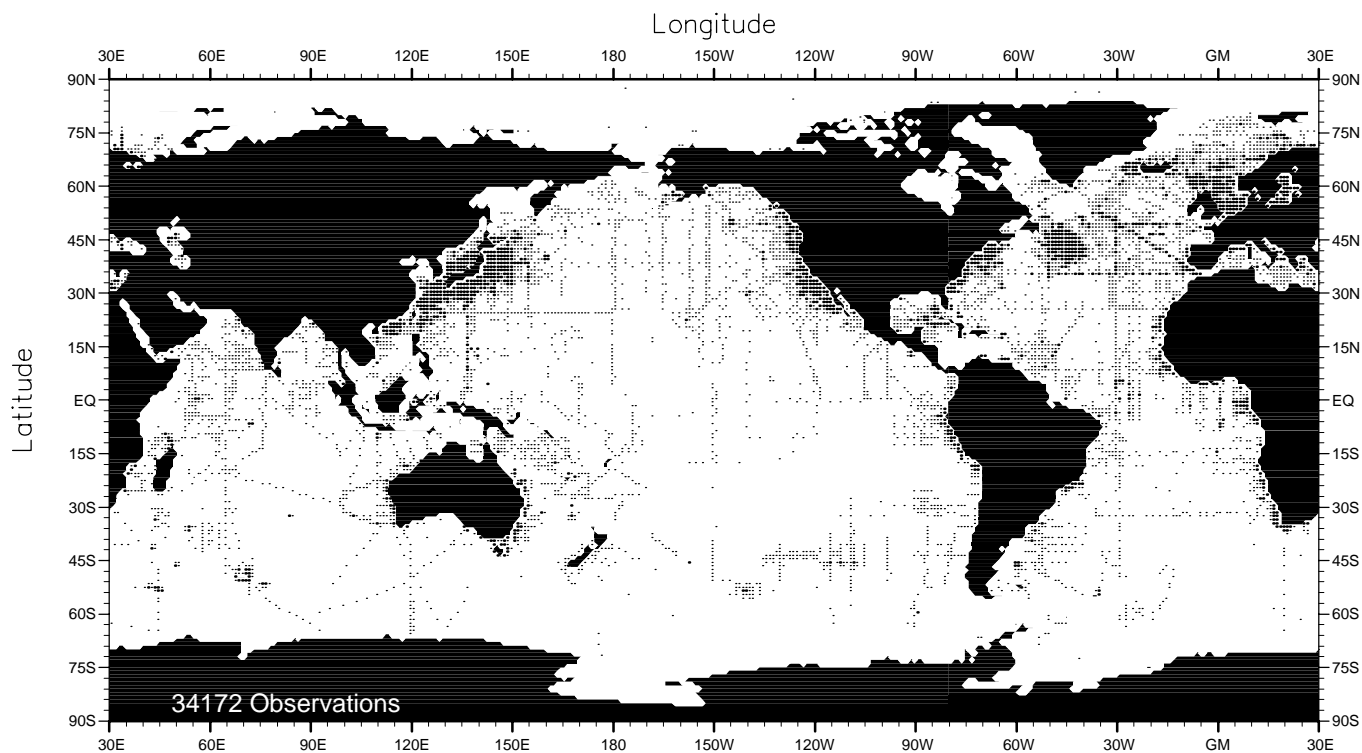 Longitude
30E 60E 90E 120E 150E 180 150W 120W 90W 60W 30W GM 30E
90N 90N
75N 75N
60N 60N
45N 45N
30N 30N
15N 15N
EQ EQ
15S 15S
30S 30S
45S 45S
60S 60S
75S 75S
90S 90S
Latitude
34172 Observations
30E 60E 90E 120E 150E 180 150W 120W 90W 60W 30W GM 30E